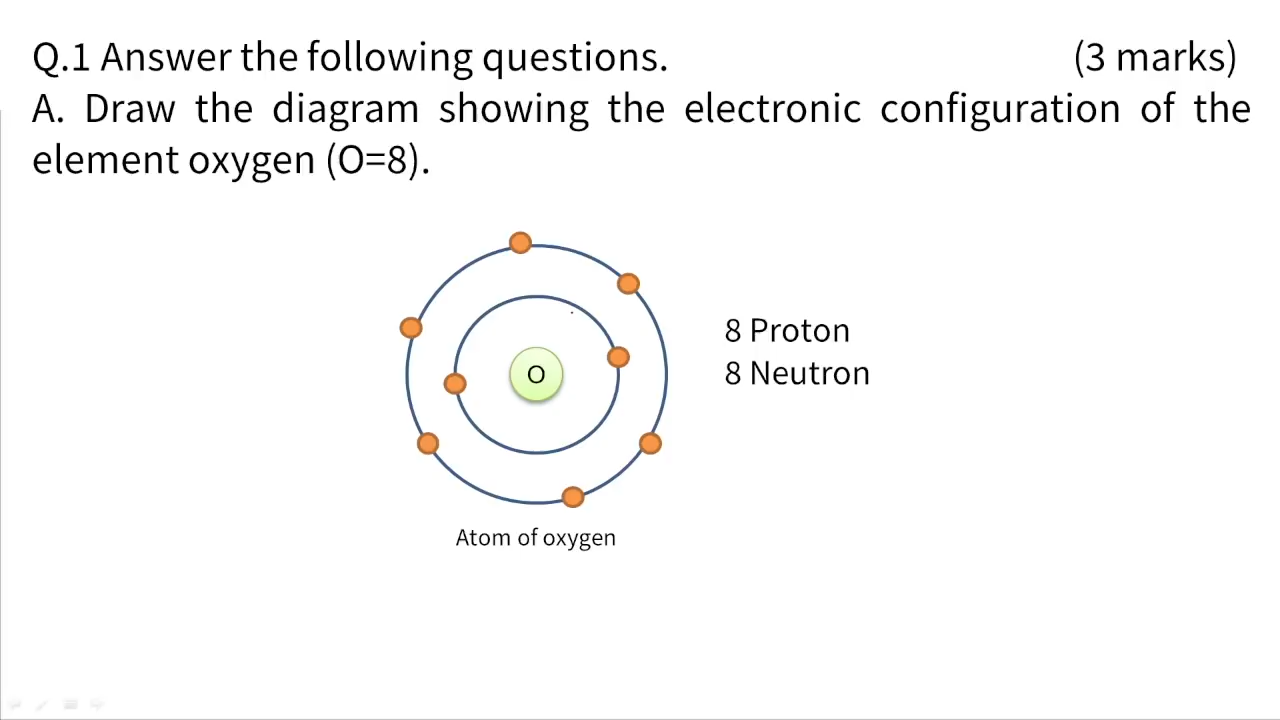 Q.1 Answer the following questions. (3 marks)
A. Draw the diagram showing the electronic configuration of the
element oxygen (O=8).
8 Proton
8 Neutron
O
Atom of oxygen